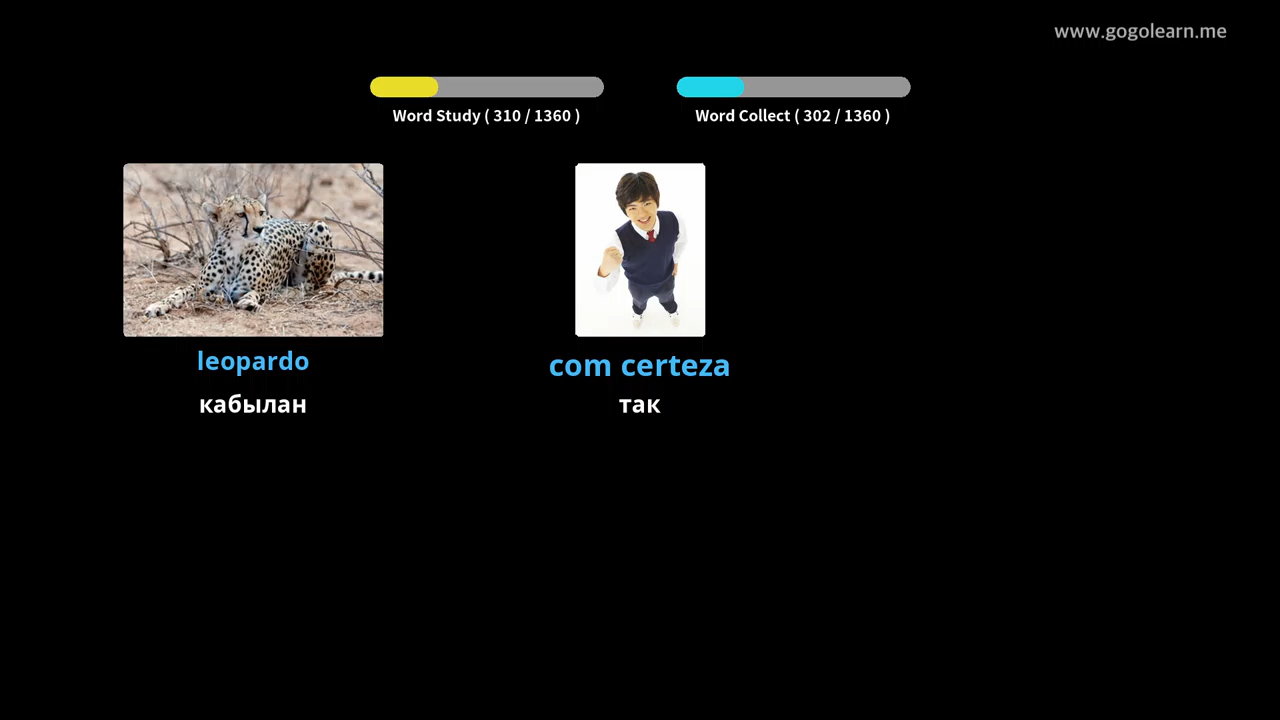 www.gogolearn.me
Word Study ( 310 / 1360 )
Word Collect ( 302 / 1360 )
leopardo
кабылан
com certeza
так